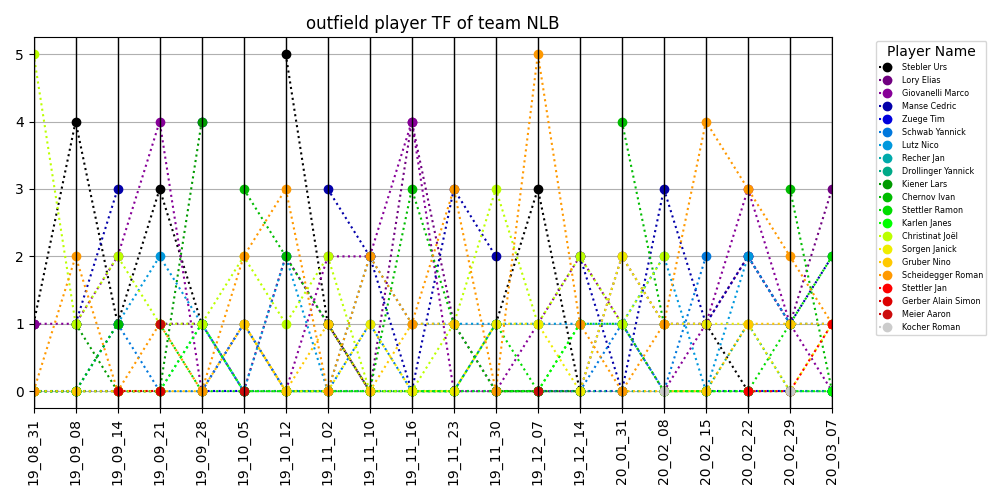 outfield player TF of team NLB
5
4
3
2
1
0
19_08_31
19_09_08
19_09_14
19_09_21
19_09_28
19_10_05
19_10_12
19_11_02
19_11_10
19_11_16
19_11_23
19_11_30
19_12_07
19_12_14
20_01_31
20_02_08
20_02_15
20_02_22
20_02_29
20_03_07
Player Name
Stebler Urs
Lory Elias
Giovanelli Marco
Manse Cedric
Zuege Tim
Schwab Yannick
Lutz Nico
Recher Jan
Drollinger Yannick
Kiener Lars
Chernov Ivan
Stettler Ramon
Karlen Janes
Christinat Joël
Sorgen Janick
Gruber Nino
Scheidegger Roman
Stettler Jan
Gerber Alain Simon
Meier Aaron
Kocher Roman